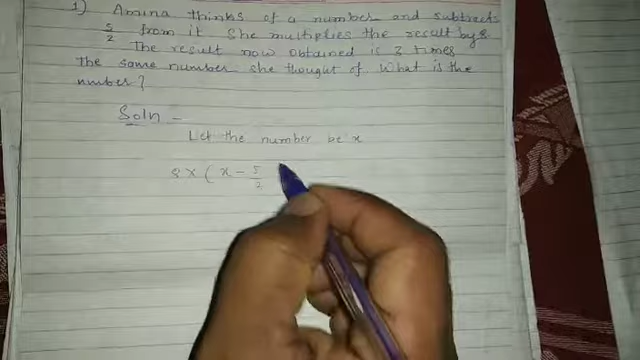 1) Amina thinks of a number and subtracts
5/2 from it. She multiplies the result by 8.
The result now obtained is 3 times
the same number she thought of. What is the
number?
Soln -
Let the number be x
8 × ( x - 5/2